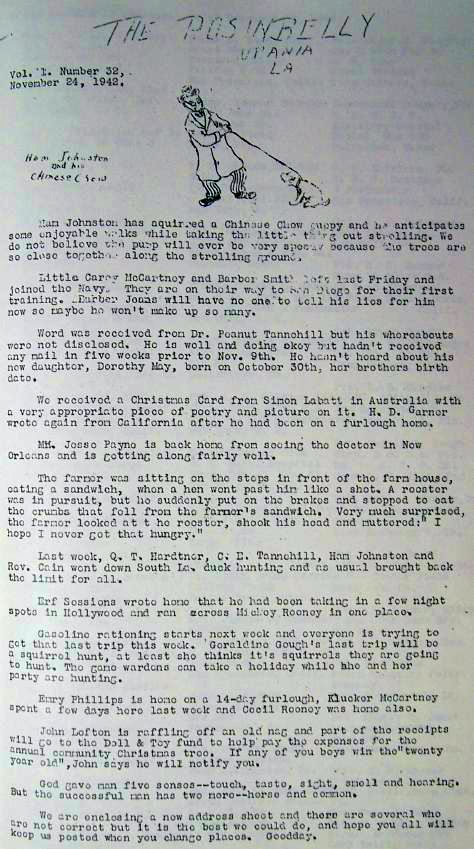 THE ROSINBELLY
URANIA
LA
Vol. 1. Number 32,
November 24, 1942.
Ham Johnston
and his
Chinese Chow
Ham Johnston has aquirred a Chinese Chow puppy and he anticipates
some enjoyable walks while taking the little thing out strolling. We
do not believe the pupp will ever be very speedy because the trees are
so close together along the strolling ground.
Little Carey McCartney and Barber Smith left last Friday and
joined the Navy. They are on their way to San Diego for their first
training. Barber Joans will have no one to tell his lies for him
now so maybe he won't make up so many.
Word was received from Dr. Peanut Tannehill but his whereabouts
were not disclosed. He is well and doing okey but hadn't received
any mail in five weeks prior to Nov. 9th. He hasn't heard about his
new daughter, Dorothy May, born on October 30th, her brothers birth
date.
We received a Christmas Card from Simon Labatt in Australia with
a very appropriate piece of poetry and picture on it. H. D. Garner
wrote again from California after he had been on a furlough home.
MR. Jesse Payne is back home from seeing the doctor in New
Orleans and is getting along fairly well.
The farmer was sitting on the steps in front of the farm house,
eating a sandwich, when a hen went past him like a shot. A rooster
was in pursuit, but he suddenly put on the brakes and stopped to eat
the crumbs that fell from the farmer's sandwich. Very much surprised,
the farmer looked at t he rooster, shook his head and muttered:" I
hope I never get that hungry."
Last week, Q. T. Hardtner, C. E. Tannehill, Ham Johnston and
Rev. Cain went down South La. duck hunting and as usual brought back
the limit for all.
Erf Sessions wrote home that he had been taking in a few night
spots in Hollywood and ran across Mickey Rooney in one place.
Gasoline rationing starts next week and everyone is trying to
get that last trip this week. Goraldine Gough's last trip will be
a squirrel hunt, at least she thinks it's squirrels they are going
to hunt. The game wardens can take a holiday while she and her
party are hunting.
Emry Phillips is home on a 14-day furlough, Klucker McCartney
spent a few days here last week and Cecil Rooney was home also.
John Lofton is raffling off an old nag and part of the receipts
will go to the Doll & Toy fund to help pay the expenses for the
annual community Christmas tree. If any of you boys win the"twenty
year old",John says he will notify you.
God gave man five senses--touch, taste, sight, smell and hearing.
But the successful man has two more--horse and common.
We are enclosing a new address sheet and there are several who
are not correct but it is the best we could do, and hope you all will
keep us posted when you change places. Goodday.